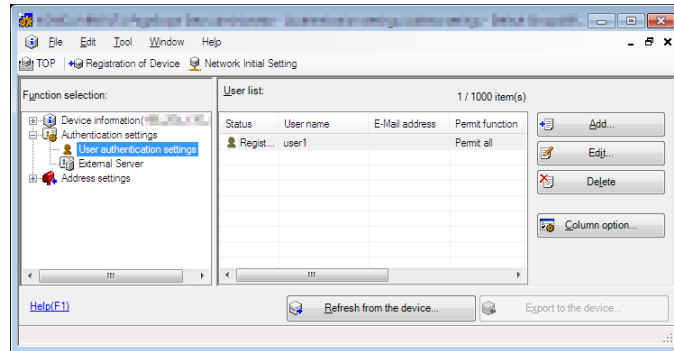 File Edit Tool Window Help
TOP Registration of Device Network Initial Setting
Function selection:
Device information(
Authentication settings
User authentication settings
External Server
Address settings
User list:
1 / 1000 item(s)
Status User name E-Mail address Permit function
Regist... user1 Permit all
Add...
Edit...
Delete
Column option...
Help(F1)
Refresh from the device...
Export to the device...